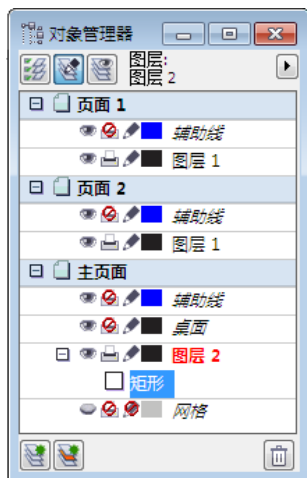 对象管理器
图层:
图层 2
页面 1
辅助线
图层 1
页面 2
辅助线
图层 1
主页面
辅助线
桌面
图层 2
矩形
网格